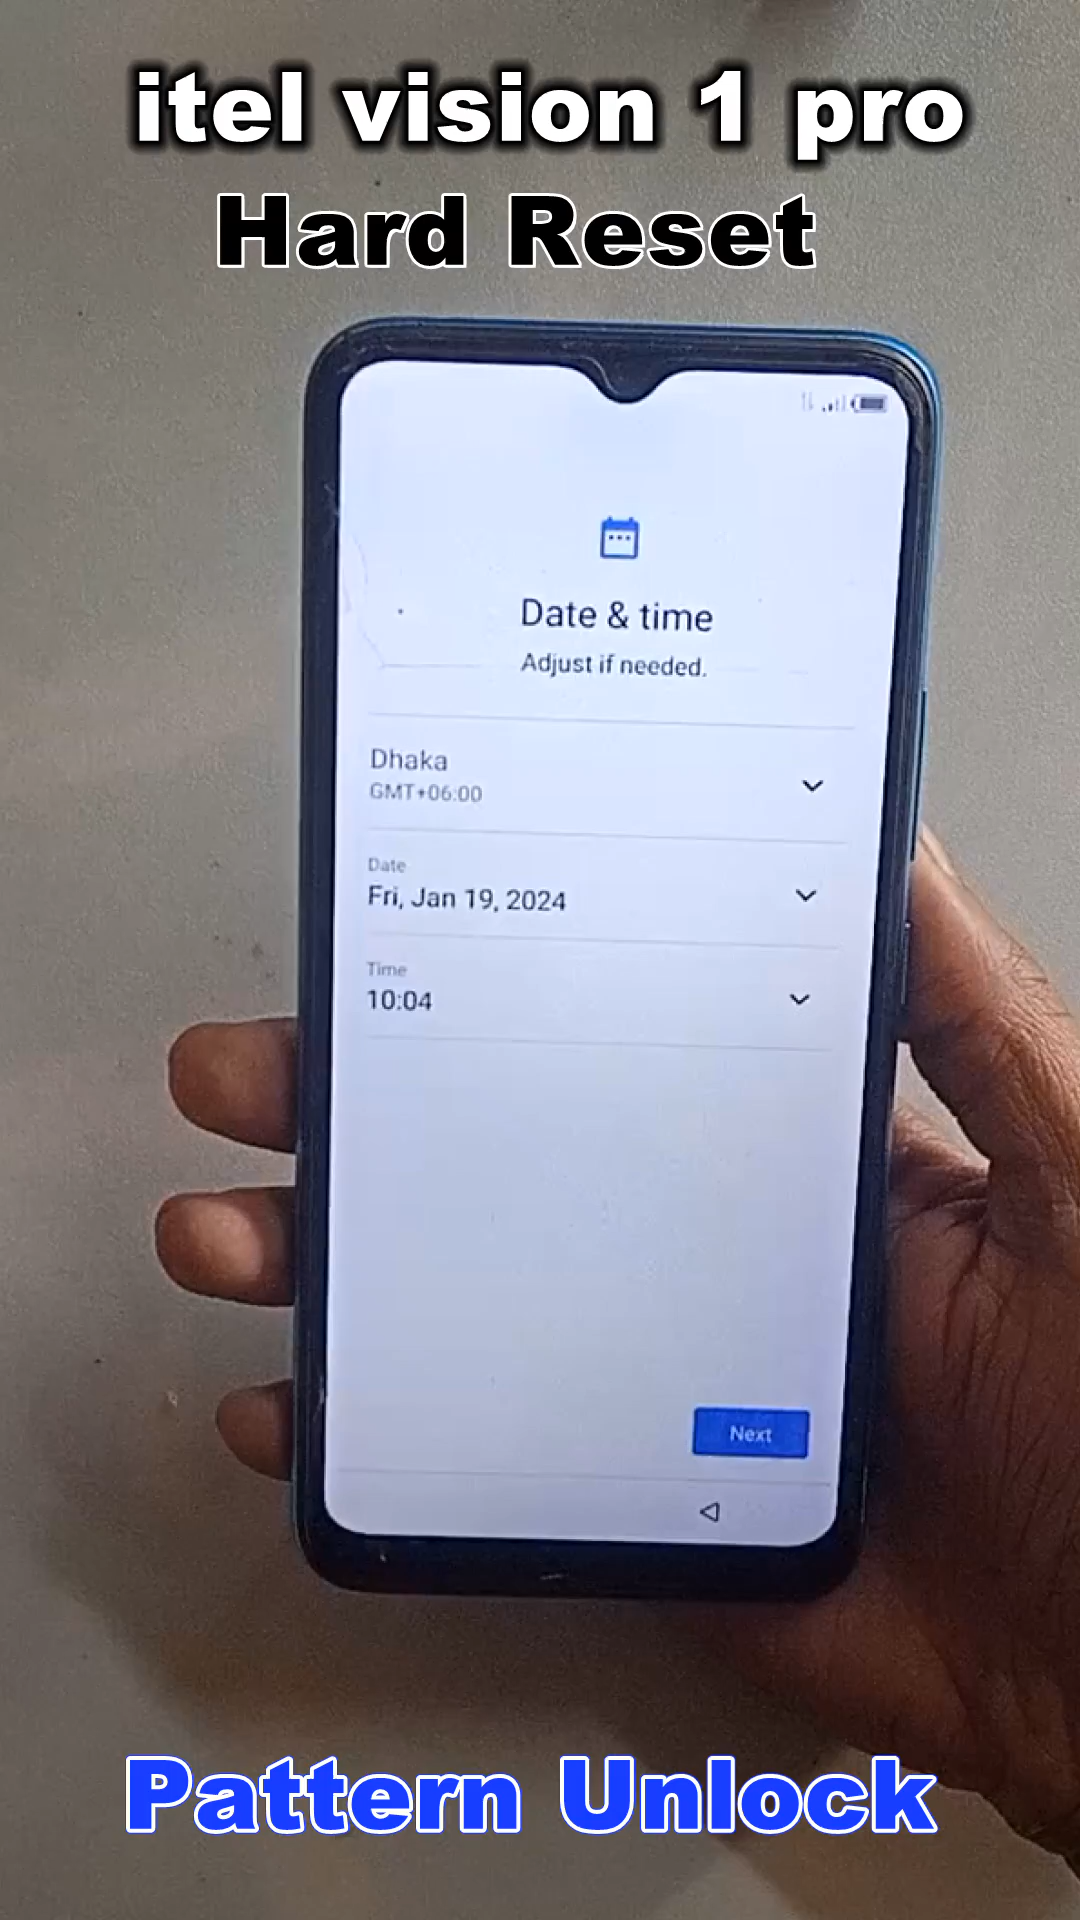 itel vision 1 pro
Hard Reset
Date & time
Adjust if needed.
Dhaka
GMT+06:00
Date
Fri, Jan 19, 2024
Time
10:04
Next
Pattern Unlock